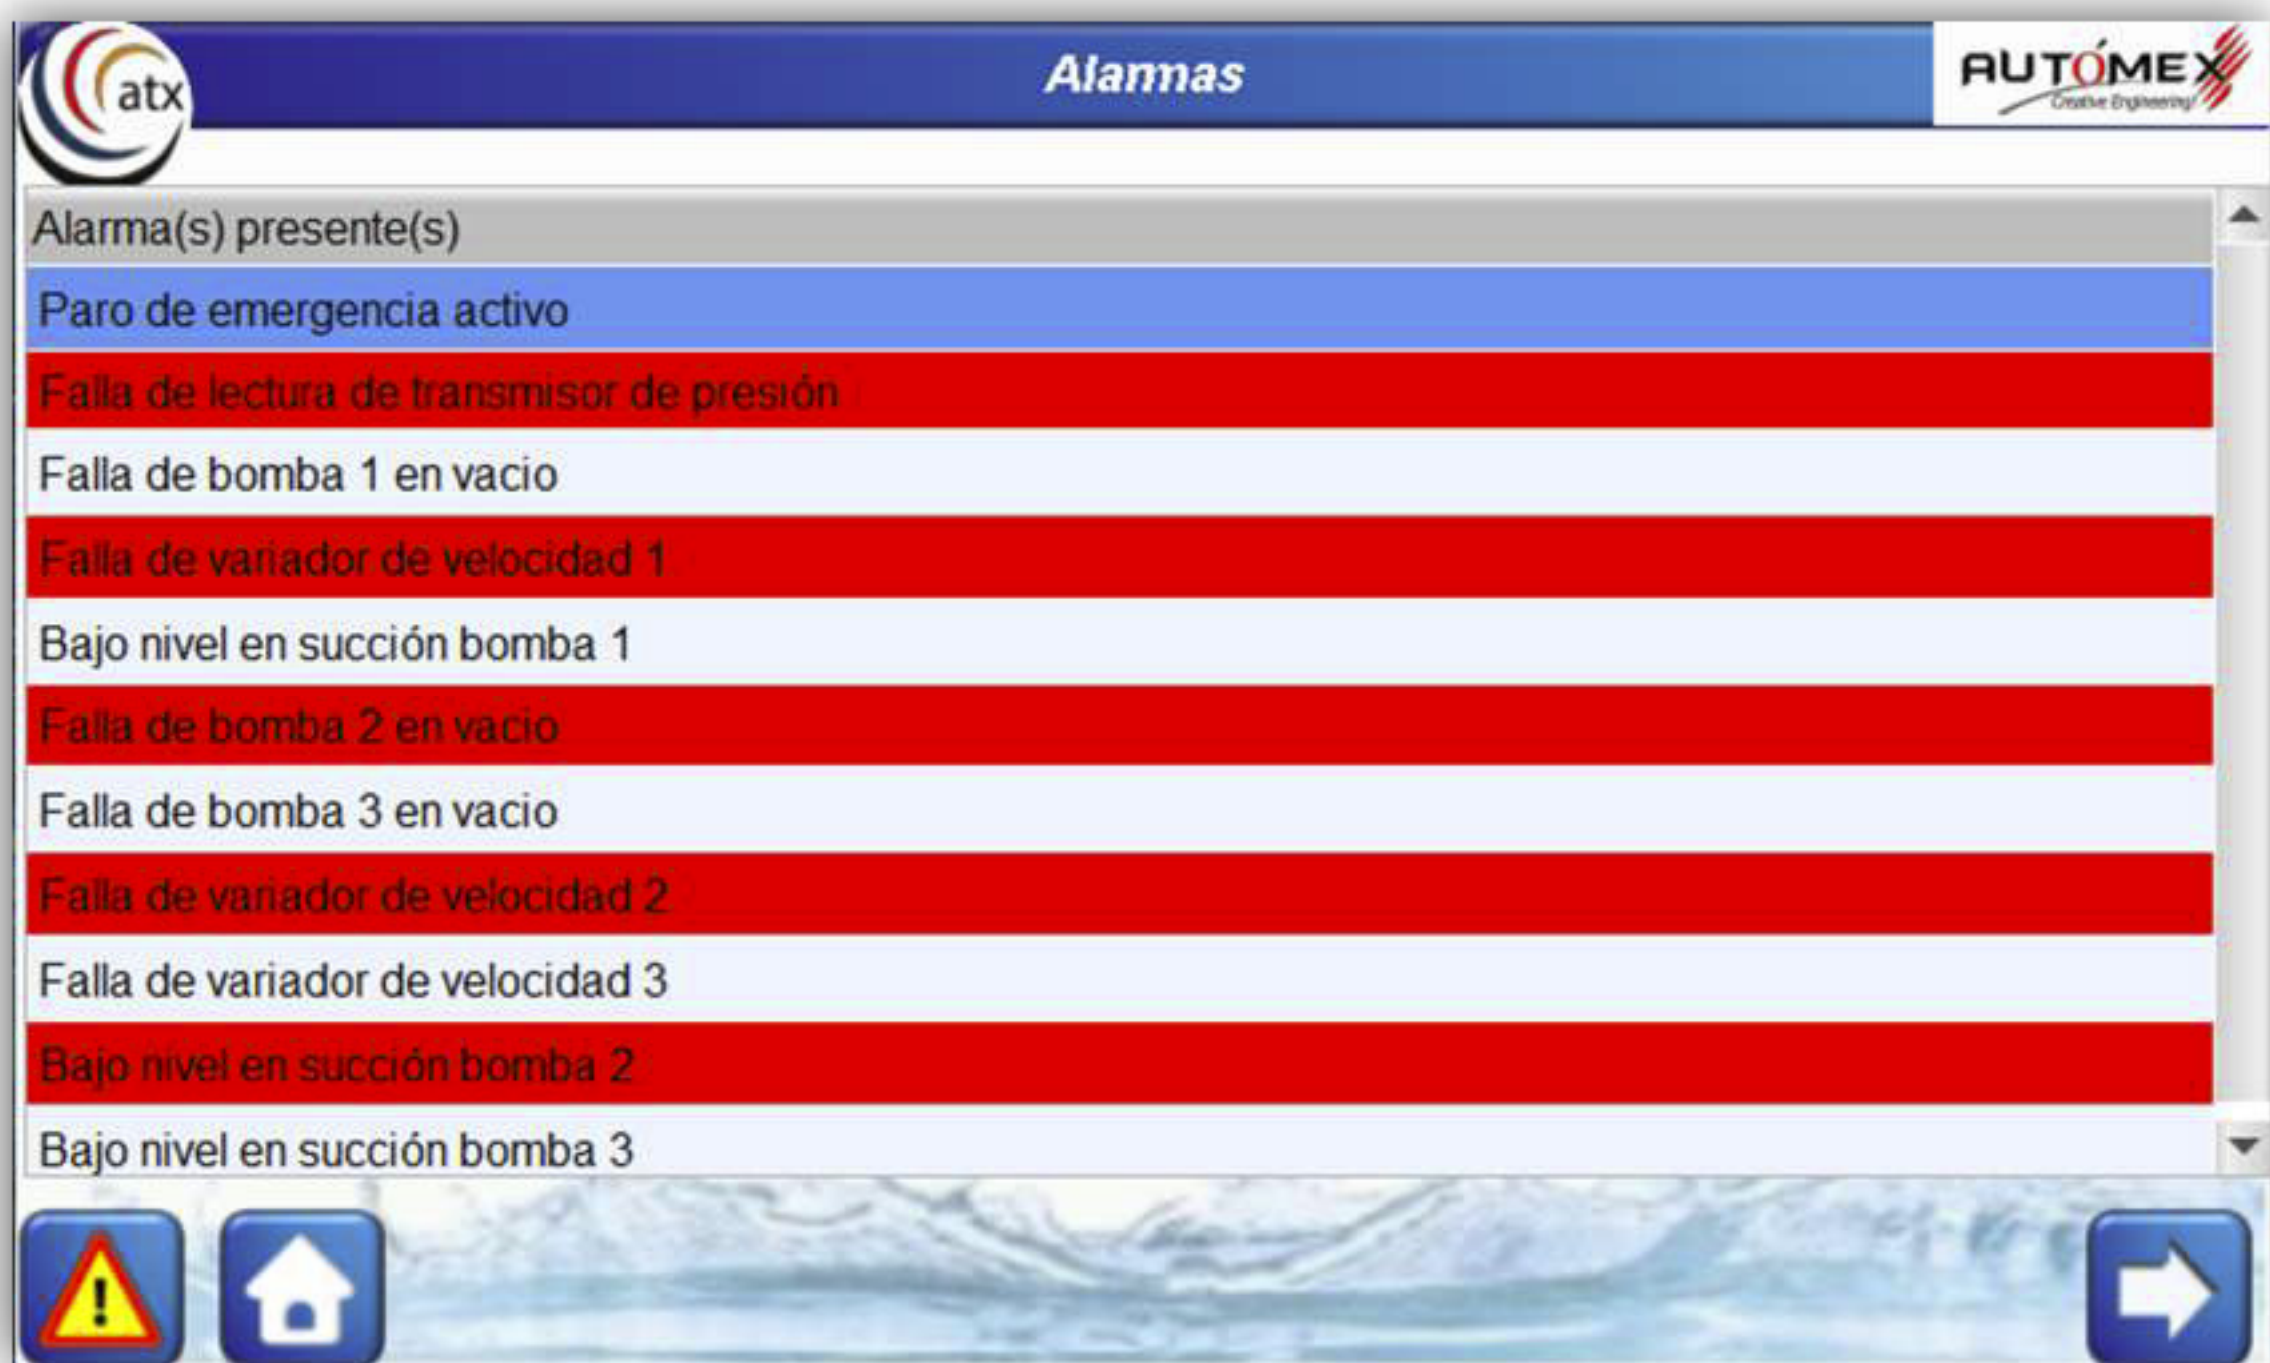 atx
Alarmas
AUTÓMEX
Creative Engineering!
Alarma(s) presente(s)
Paro de emergencia activo
Falla de lectura de transmisor de presión
Falla de bomba 1 en vacio
Falla de variador de velocidad 1
Bajo nivel en succión bomba 1
Falla de bomba 2 en vacio
Falla de bomba 3 en vacio
Falla de variador de velocidad 2
Falla de variador de velocidad 3
Bajo nivel en succión bomba 2
Bajo nivel en succión bomba 3
!